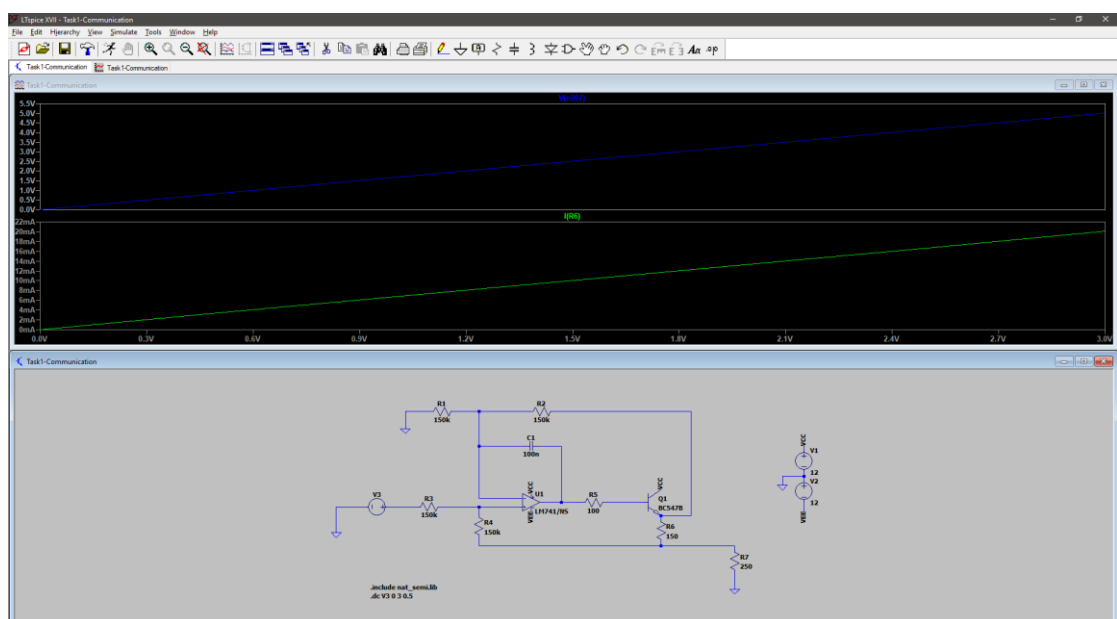 LTspice XVII - Task1-Communication
File Edit Hierarchy View Simulate Tools Window Help
Task1-Communication Task1-Communication
Task1-Communication
5.5V
5.0V
4.5V
4.0V
3.5V
3.0V
2.5V
2.0V
1.5V
1.0V
0.5V
0.0V
I(R6)
22mA
20mA
18mA
16mA
14mA
12mA
10mA
8mA
6mA
4mA
2mA
0mA
0.0V 0.3V 0.6V 0.9V 1.2V 1.5V 1.8V 2.1V 2.4V 2.7V 3.0V
Task1-Communication
R1
150k
R2
150k
C1
100n
V3
R3
150k
R4
150k
VCC
U1
LM741/NS
VEE
R5
100
VCC
Q1
BC547B
R6
150
R7
250
VCC
V1
12
V2
12
VEE
.include nat_semi.lib
.dc V3 0 3 0.5